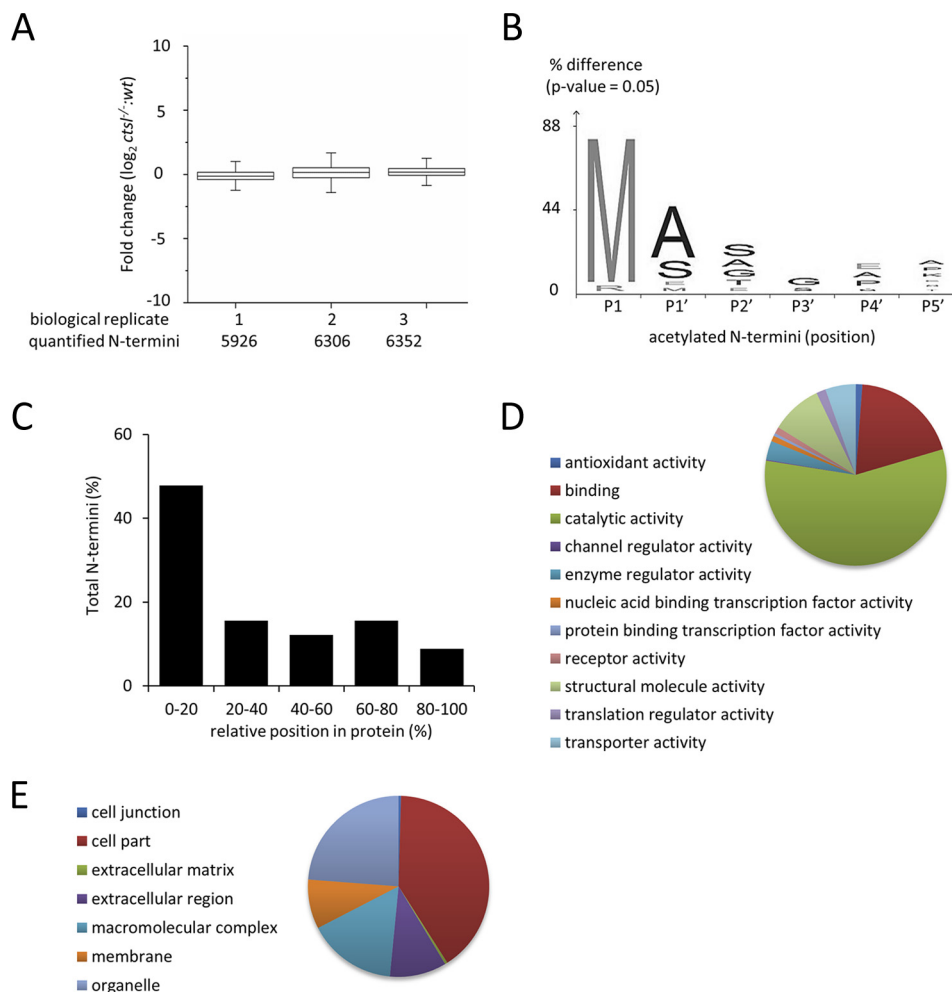 A
10
5
0
-5
-10
Fold change (log2 ctsl-/-:wt)
biological replicate 1 2 3
quantified N-termini 5926 6306 6352
B
% difference
(p-value = 0.05)
88
44
0
M
R
A
S
E
M
S
A
G
T
E
G
E
A
P
A
P1 P1’ P2’ P3’ P4’ P5’
acetylated N-termini (position)
C
60
40
20
0
Total N-termini (%)
0-20 20-40 40-60 60-80 80-100
relative position in protein (%)
D
antioxidant activity
binding
catalytic activity
channel regulator activity
enzyme regulator activity
nucleic acid binding transcription factor activity
protein binding transcription factor activity
receptor activity
structural molecule activity
translation regulator activity
transporter activity
E
cell junction
cell part
extracellular matrix
extracellular region
macromolecular complex
membrane
organelle